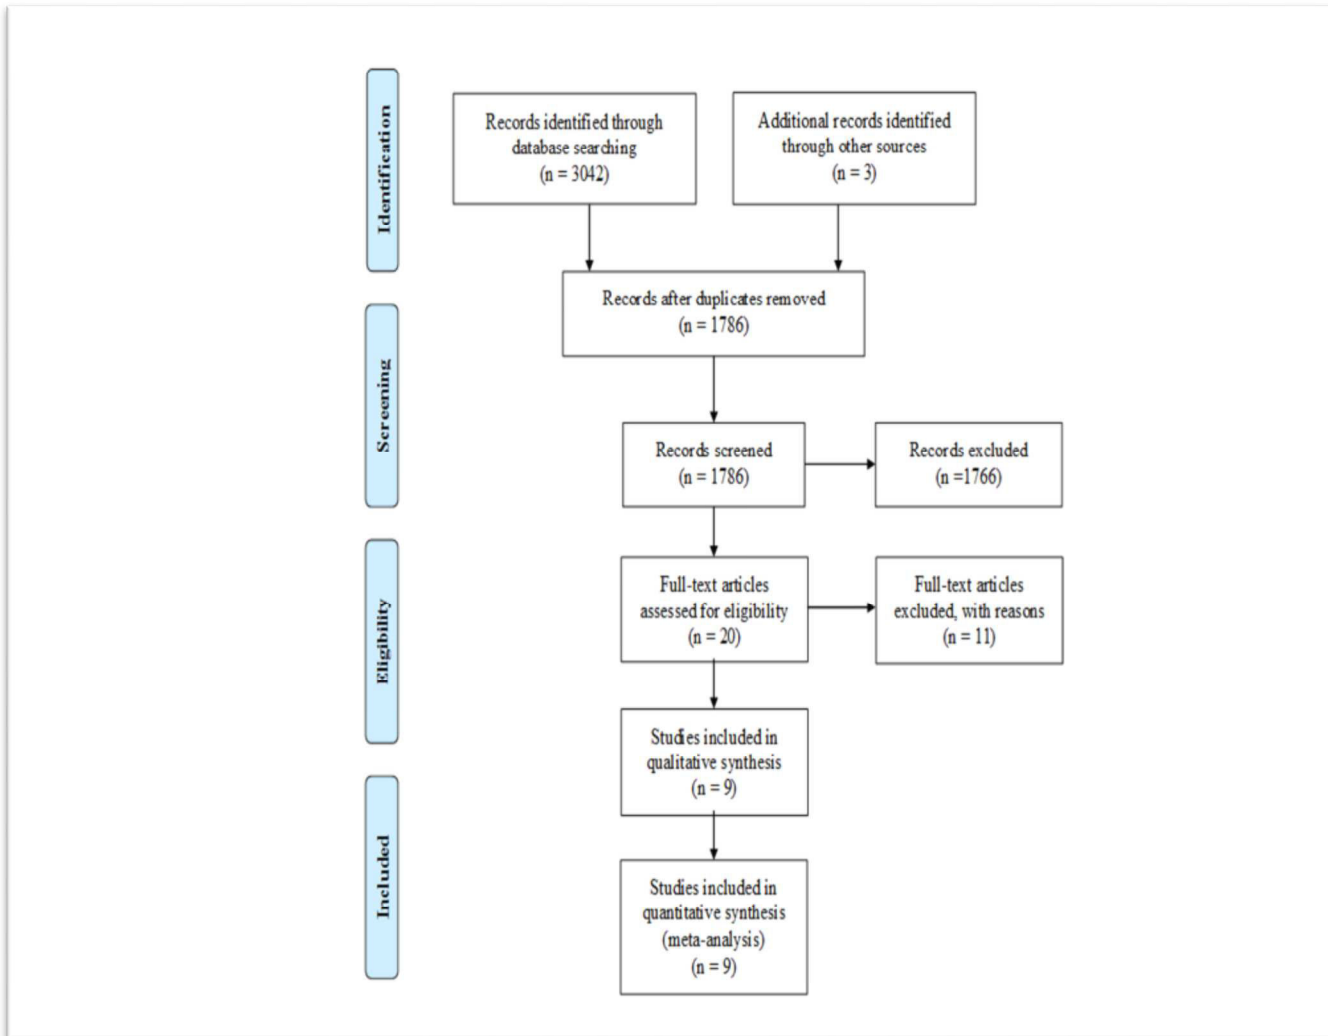 Identification
Records identified through
database searching
(n = 3042)
Additional records identified
through other sources
(n = 3)
Records after duplicates removed
(n = 1786)
Screening
Records screened
(n = 1786)
Records excluded
(n =1766)
Eligibility
Full-text articles
assessed for eligibility
(n = 20)
Full-text articles
excluded, with reasons
(n = 11)
Studies included in
qualitative synthesis
(n = 9)
Included
Studies included in
quantitative synthesis
(meta-analysis)
(n = 9)